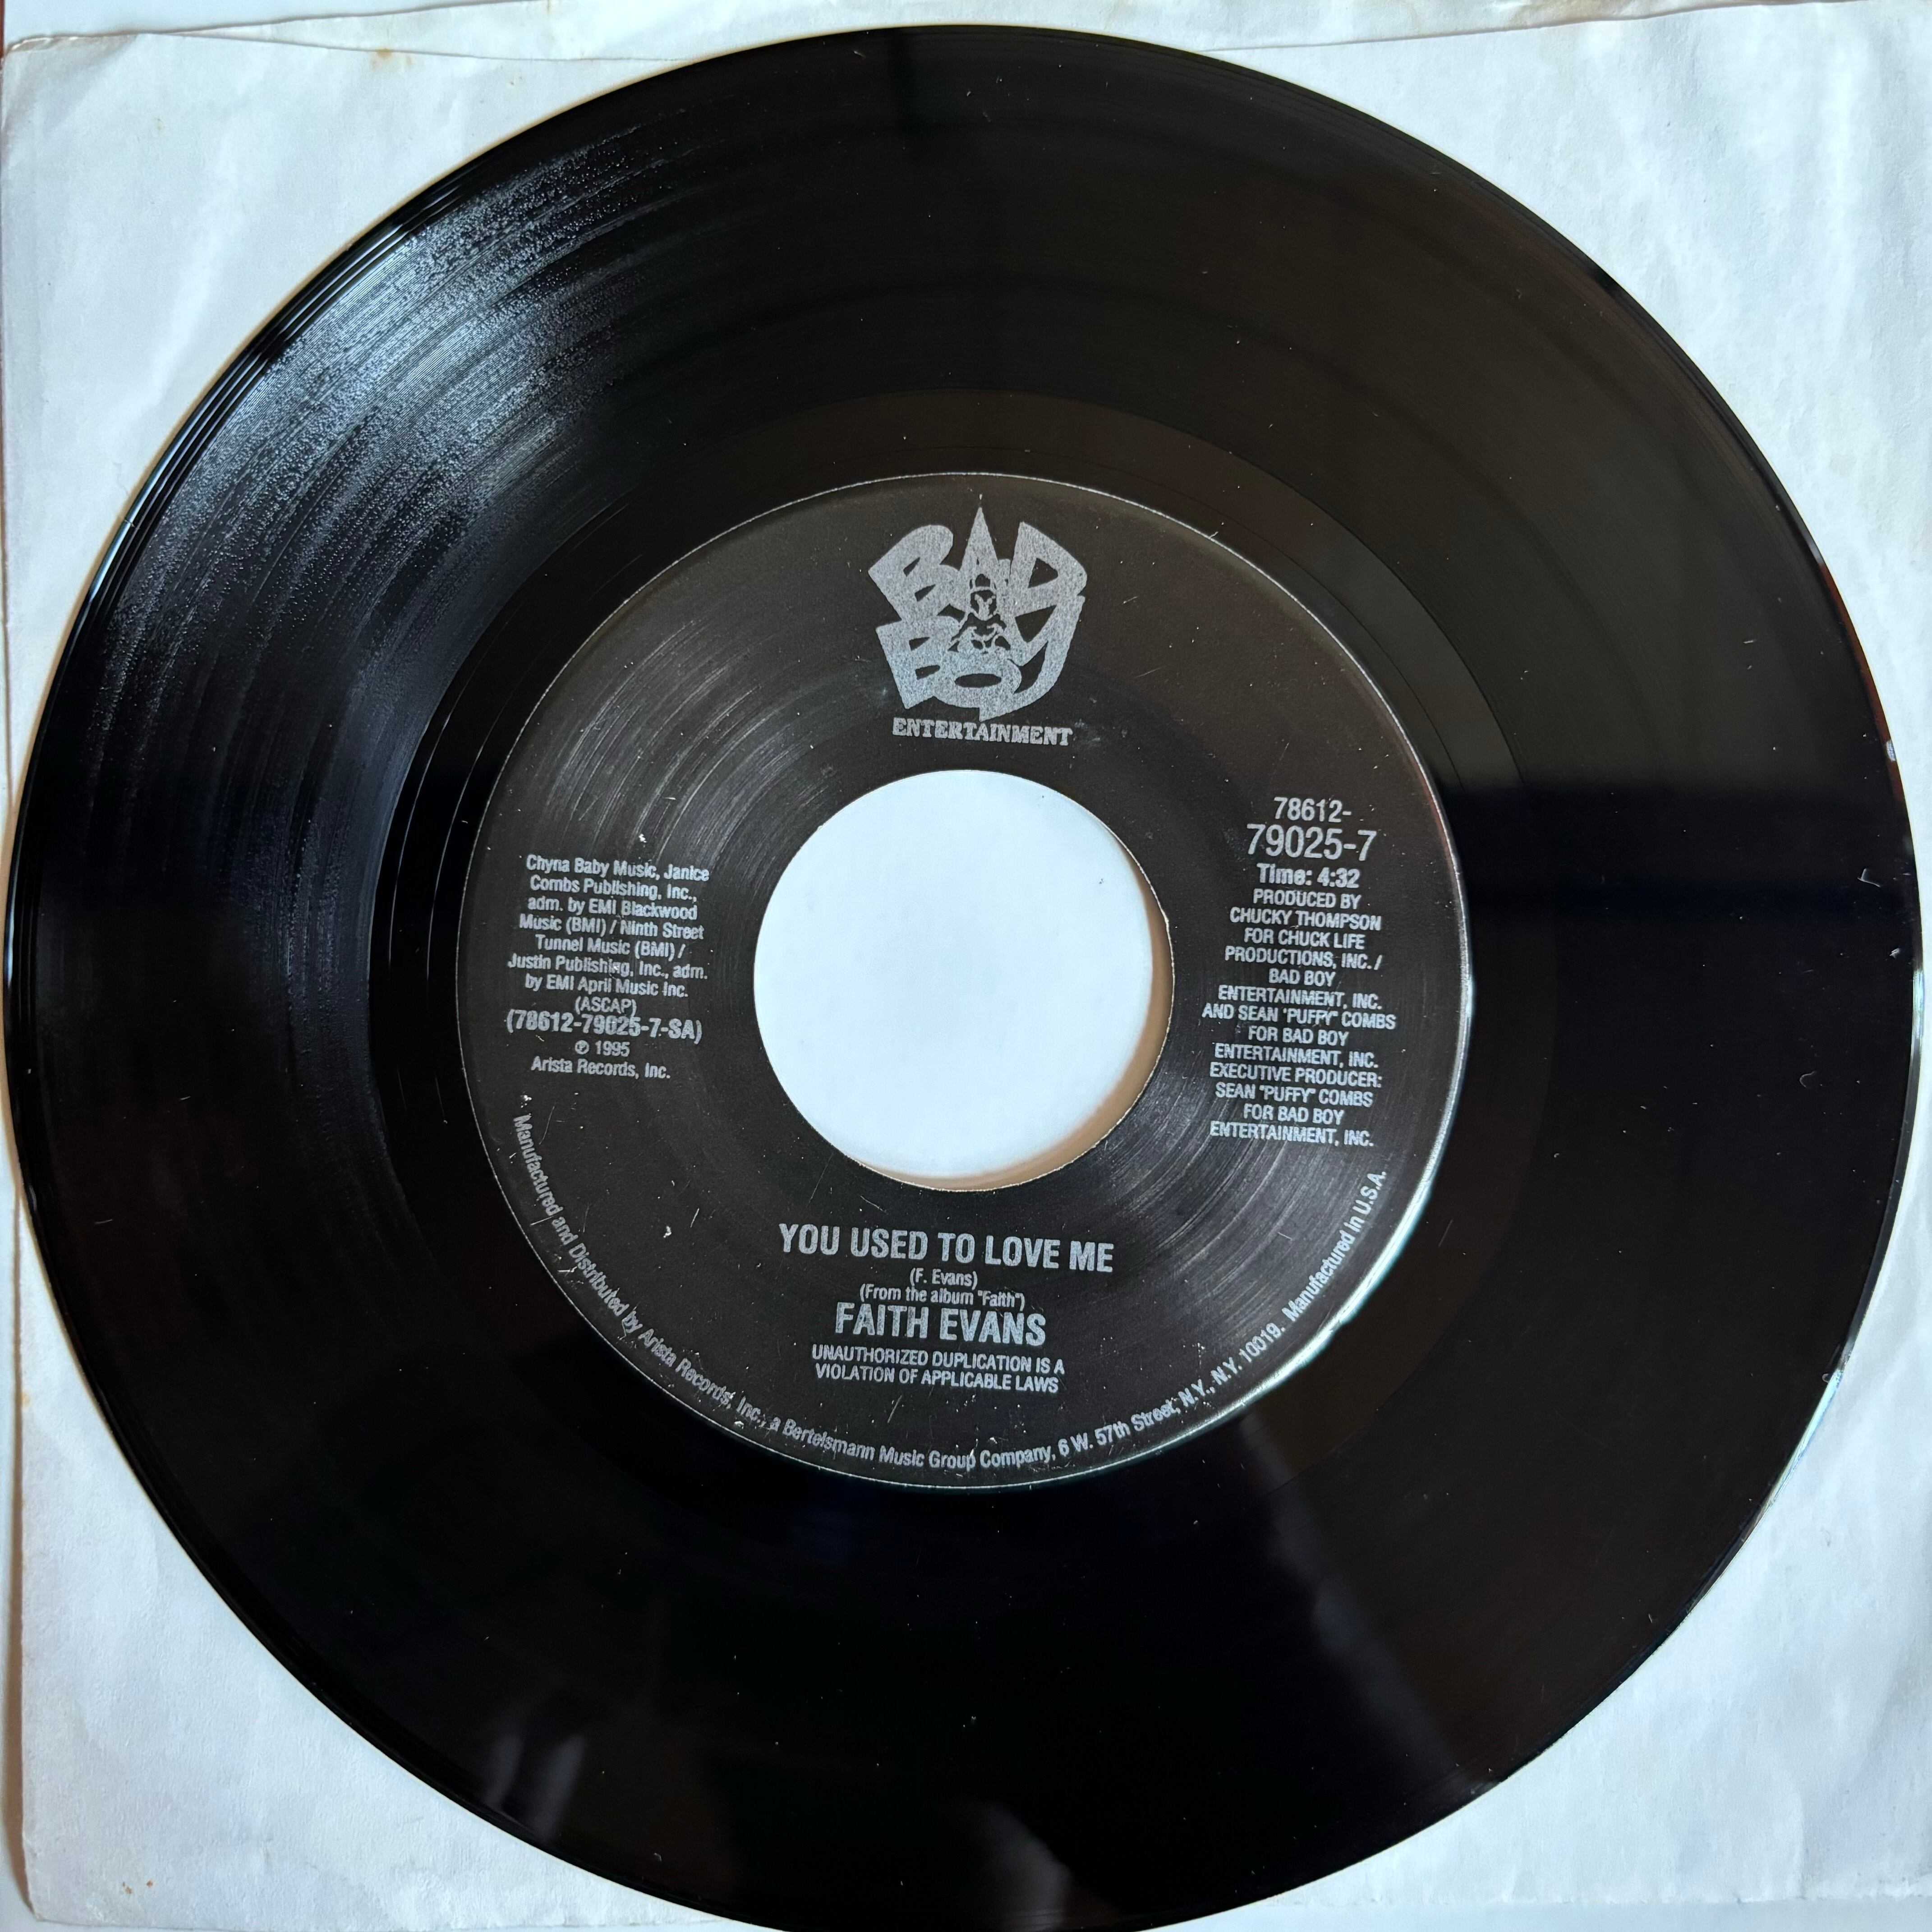 BAD
BOY
ENTERTAINMENT
Chyna Baby Music, Janice
Combs Publishing, Inc.,
adm. by EMI Blackwood
Music (BMI) / Ninth Street
Tunnel Music (BMI) /
Justin Publishing, Inc., adm.
by EMI April Music Inc.
(ASCAP)
(78612-79025-7-SA)
℗ 1995
Arista Records, Inc.
78612-
79025-7
Time: 4:32
PRODUCED BY
CHUCKY THOMPSON
FOR CHUCK LIFE
PRODUCTIONS, INC. /
BAD BOY
ENTERTAINMENT, INC.
AND SEAN "PUFFY" COMBS
FOR BAD BOY
ENTERTAINMENT, INC.
EXECUTIVE PRODUCER:
SEAN "PUFFY" COMBS
FOR BAD BOY
ENTERTAINMENT, INC.
YOU USED TO LOVE ME
(F. Evans)
(From the album "Faith")
FAITH EVANS
UNAUTHORIZED DUPLICATION IS A
VIOLATION OF APPLICABLE LAWS
Manufactured and Distributed by Arista Records, Inc., a Bertelsmann Music Group Company, 6 W. 57th Street, N.Y., N.Y. 10019. Manufactured in U.S.A.